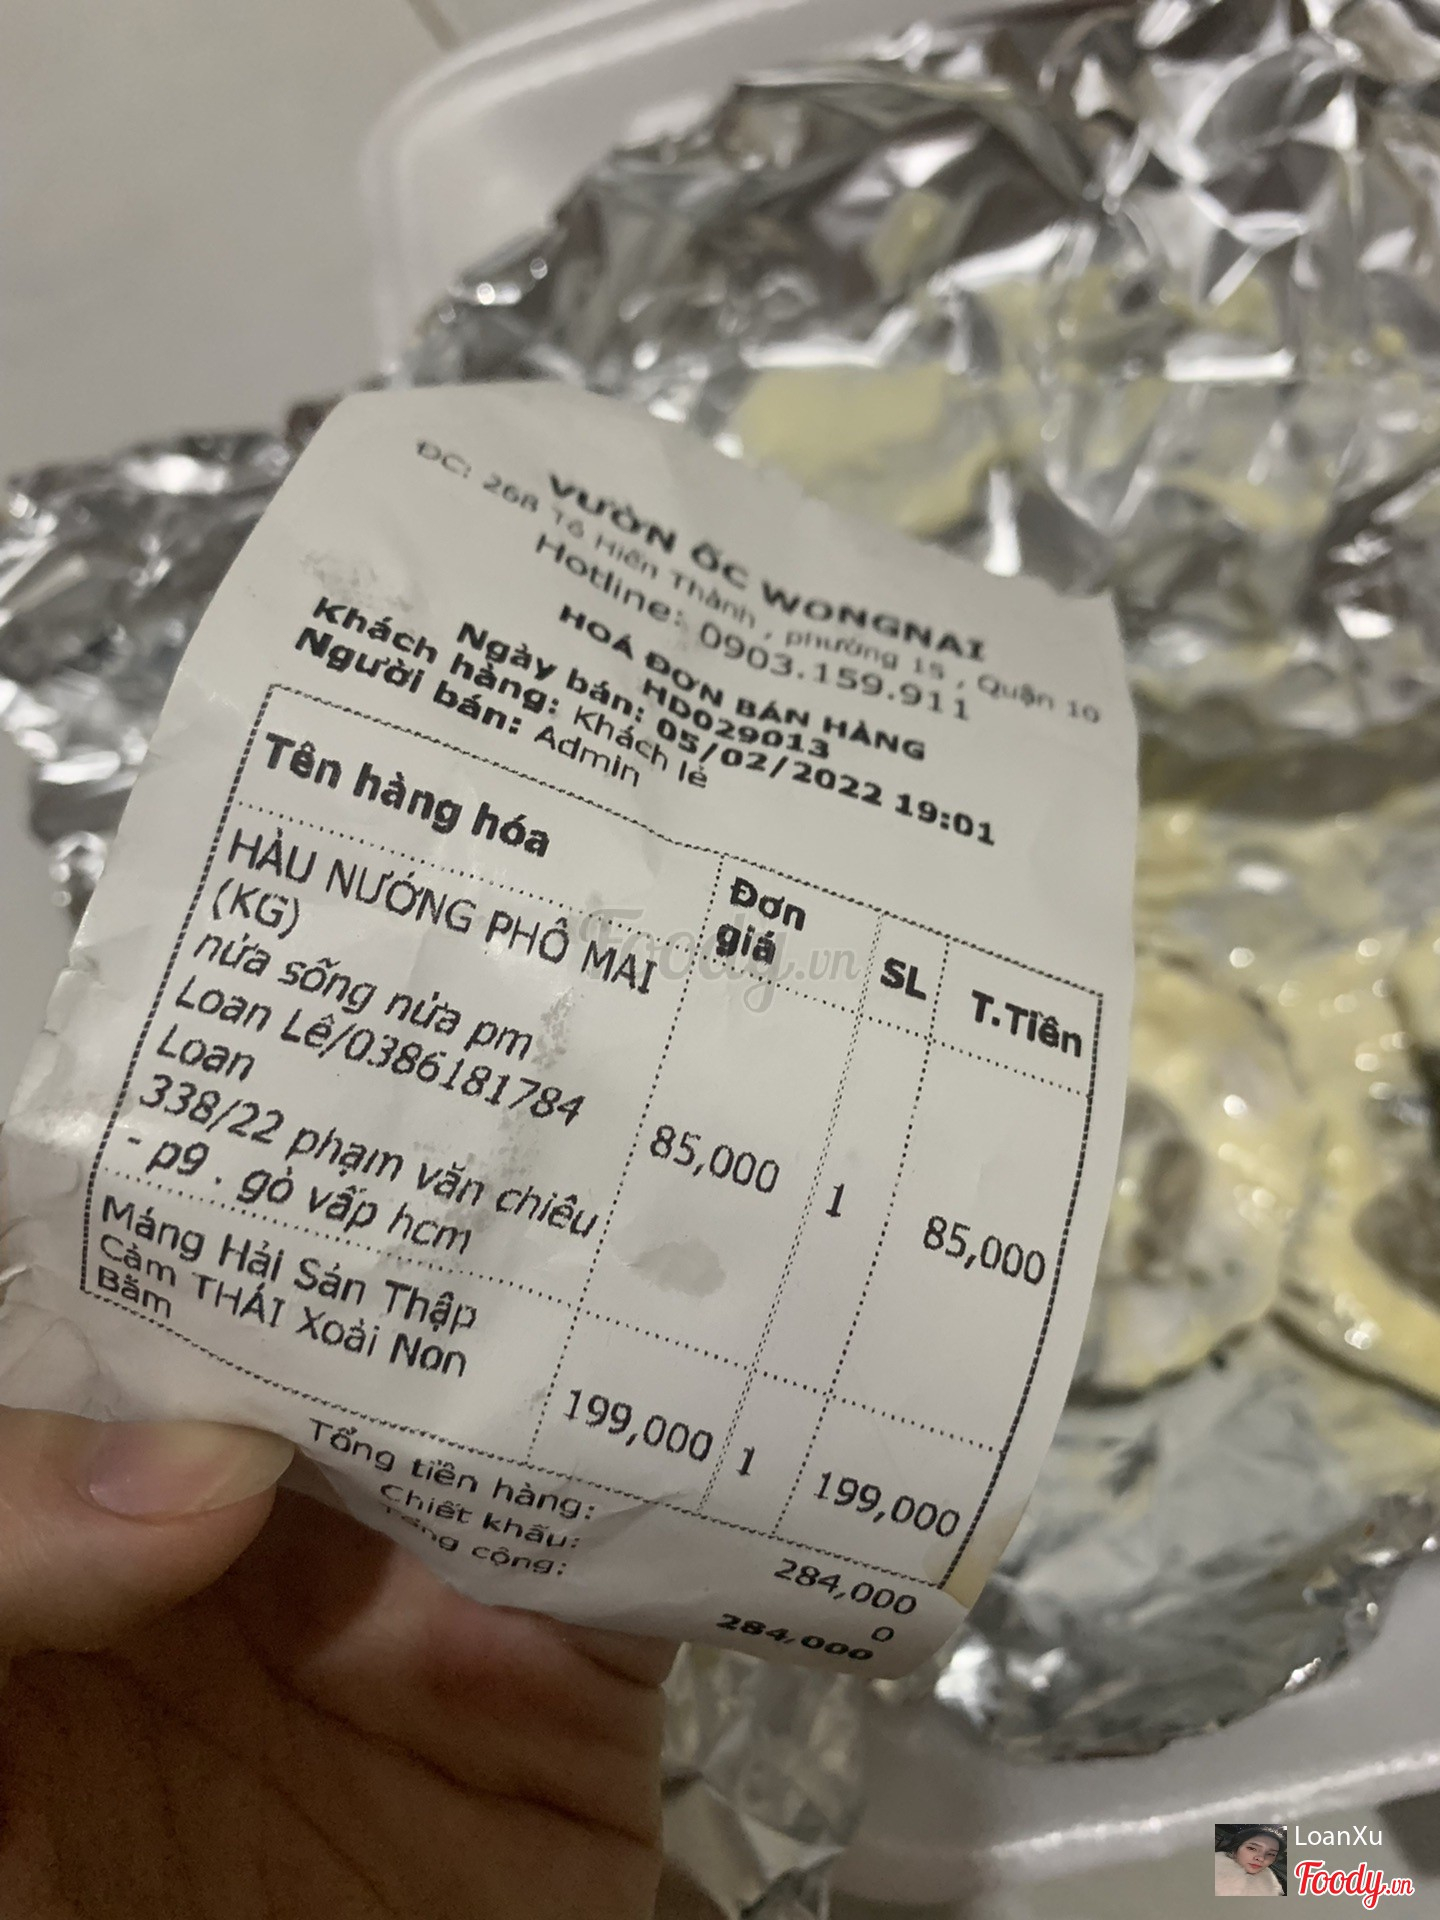 VƯỜN ỐC WONGNAI
ĐC: 268 Tô Hiến Thành , phường 15 , Quận 10
Hotline: 0903.159.911
HOÁ ĐƠN BÁN HÀNG
HD029013
Ngày bán: 05/02/2022 19:01
Khách hàng: Khách lẻ
Người bán: Admin
Tên hàng hóa Đơn giá SL T.Tiền
HÀU NƯỚNG PHÔ MAI
(KG)
nửa sống nửa pm
Loan Lê/0386181784
Loan
338/22 phạm văn chiêu
- p9 . gò vấp hcm
85,000 1 85,000
Máng Hải Sản Thập
Cẩm THÁI Xoài Non
Bằm
199,000 1 199,000
Tổng tiền hàng: 284,000
Chiết khấu: 0
Tổng cộng: 284,000
Foody.vn
LoanXu
Foody.vn